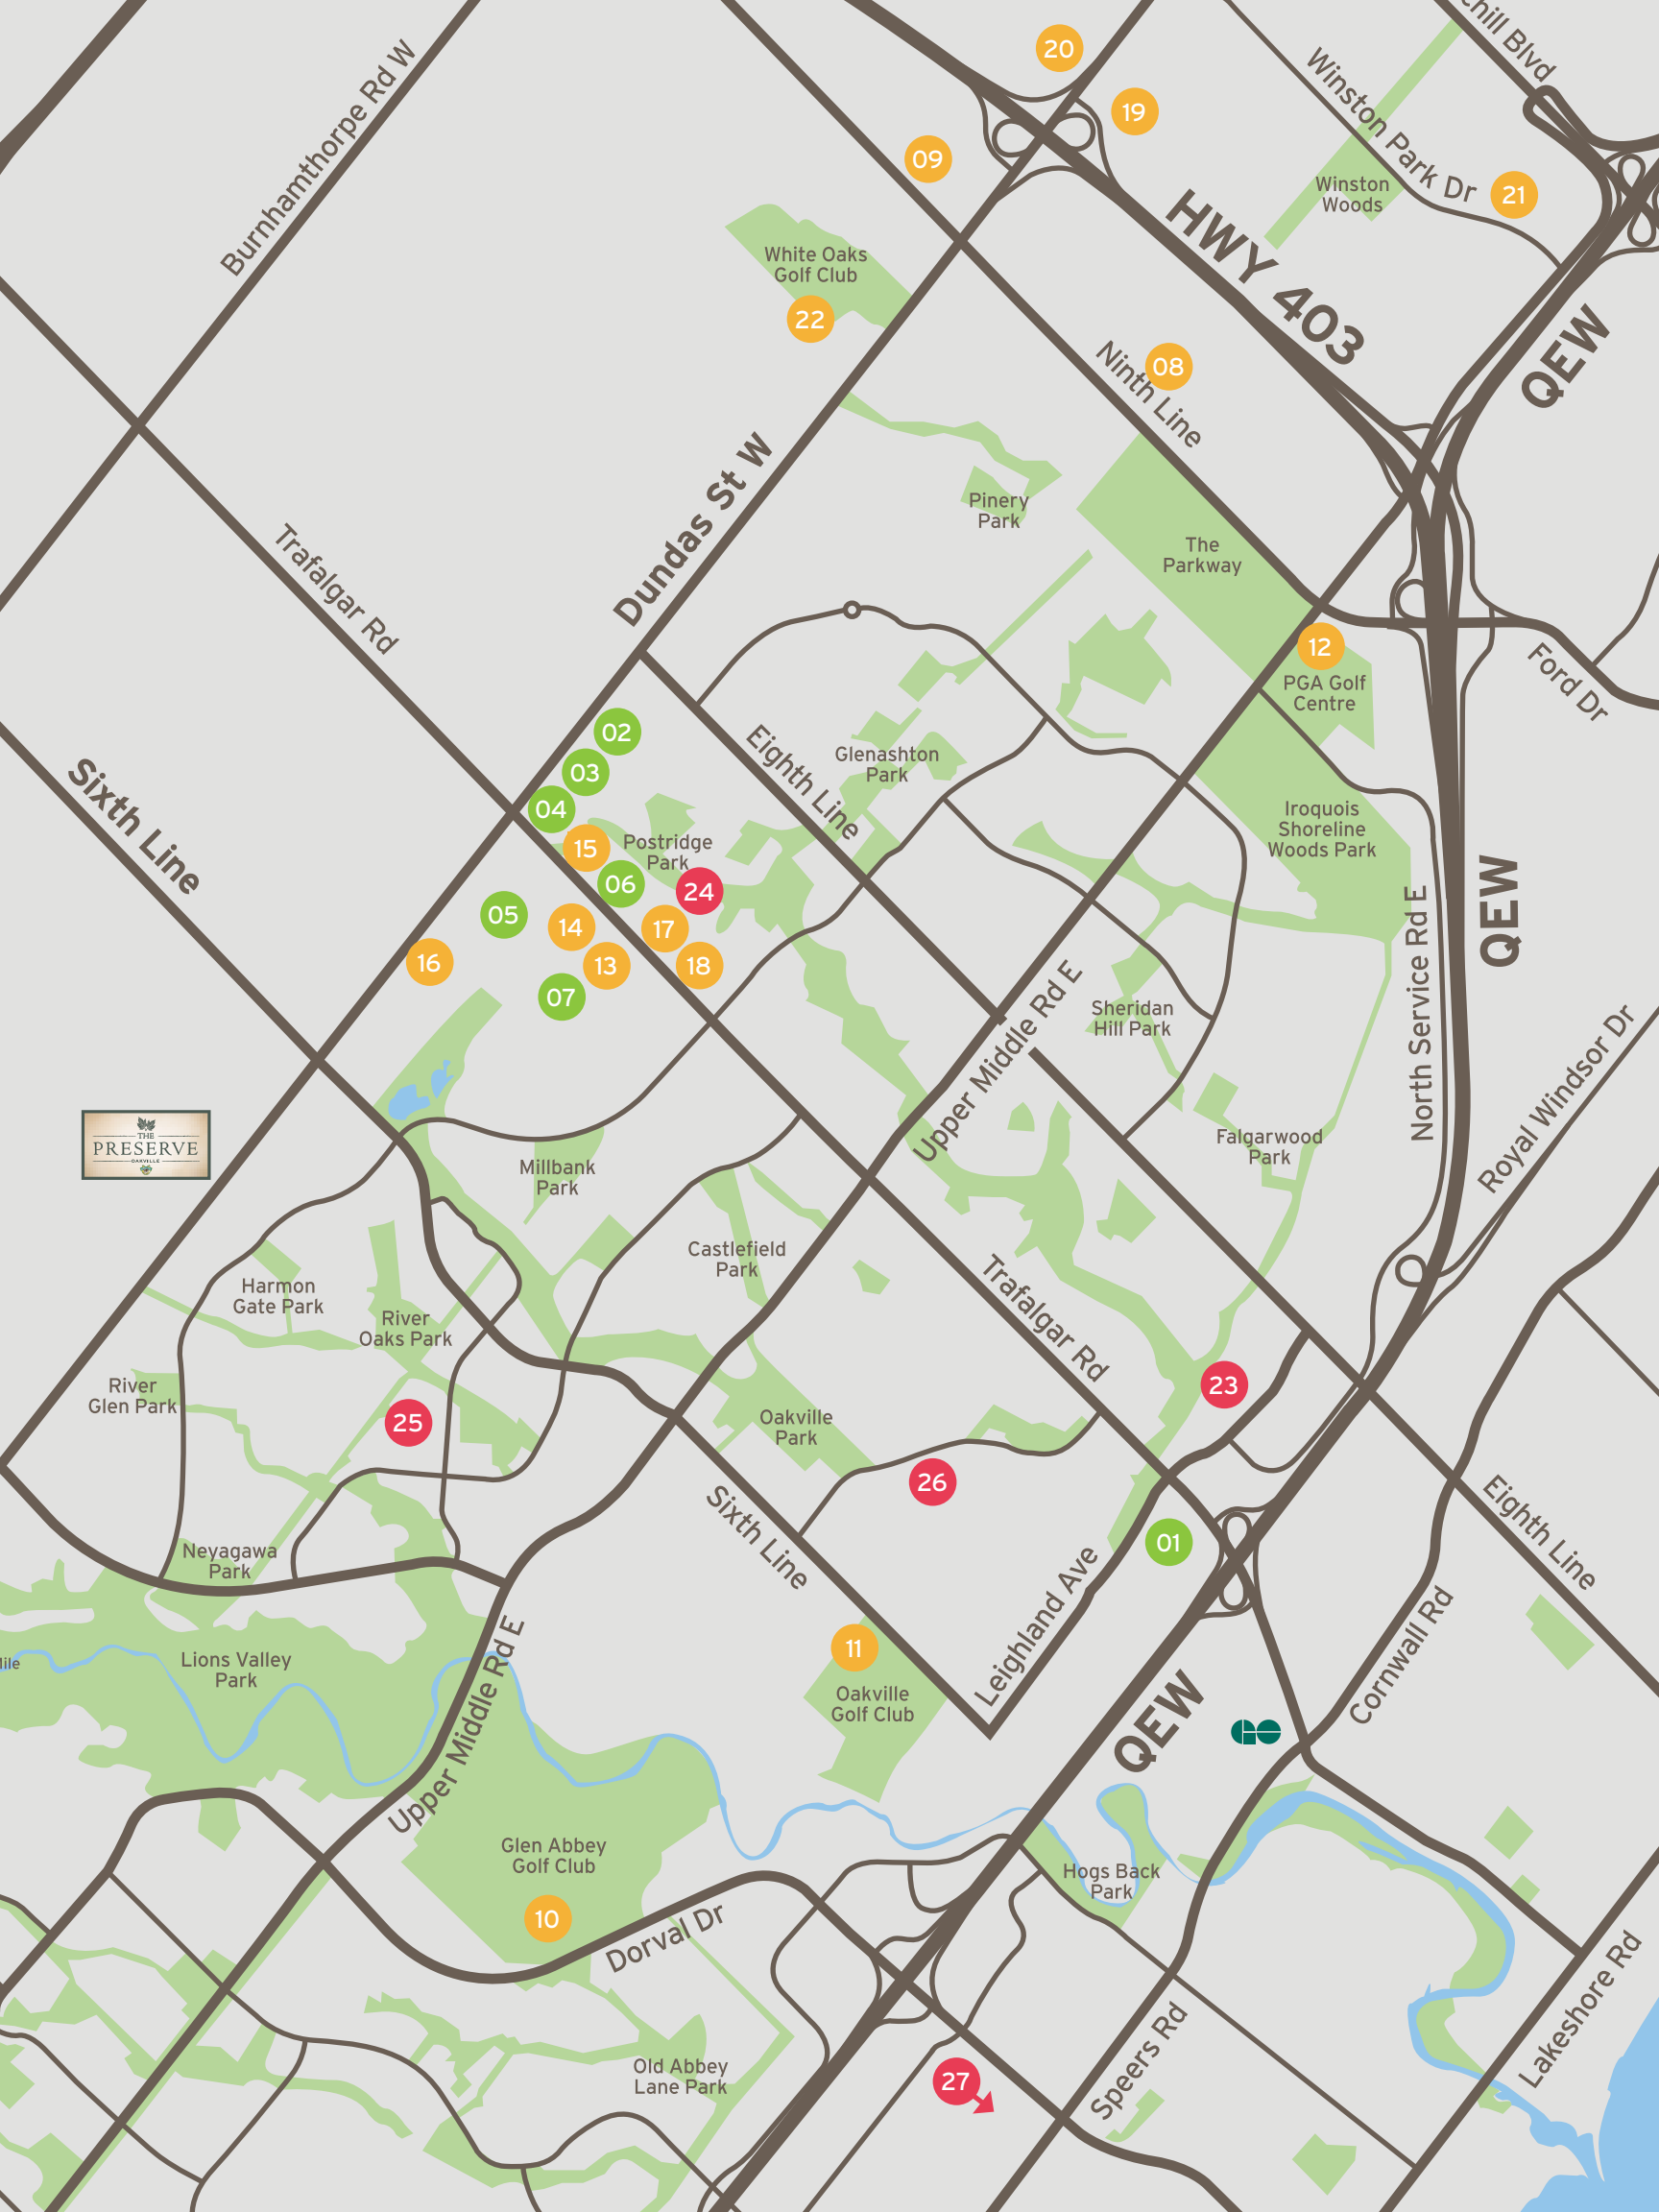 20
19
09
chill Blvd
Winston Park Dr
21
Winston
Woods
Burnhamthorpe Rd W
HWY 403
White Oaks
Golf Club
22
QEW
08
Ninth Line
Dundas St W
Pinery
Park
The
Parkway
Trafalgar Rd
12
PGA Golf
Centre
Ford Dr
02
03
04
Eighth Line
Glenashton
Park
Sixth Line
15
Postridge
Park
Iroquois
Shoreline
Woods Park
06
24
05
14
17
16
13
18
07
QEW
North Service Rd E
Upper Middle Rd E
Sheridan
Hill Park
Royal Windsor Dr
THE
PRESERVE
OAKVILLE
Millbank
Park
Falgarwood
Park
Castlefield
Park
Harmon
Gate Park
River
Oaks Park
Trafalgar Rd
River
Glen Park
25
23
Oakville
Park
26
Sixth Line
Eighth Line
01
Neyagawa
Park
Leighland Ave
Cornwall Rd
11
Lions Valley
Park
Upper Middle Rd E
Oakville
Golf Club
QEW
GO
Glen Abbey
Golf Club
Hogs Back
Park
10
Dorval Dr
Lakeshore Rd
Old Abbey
Lane Park
27
Speers Rd